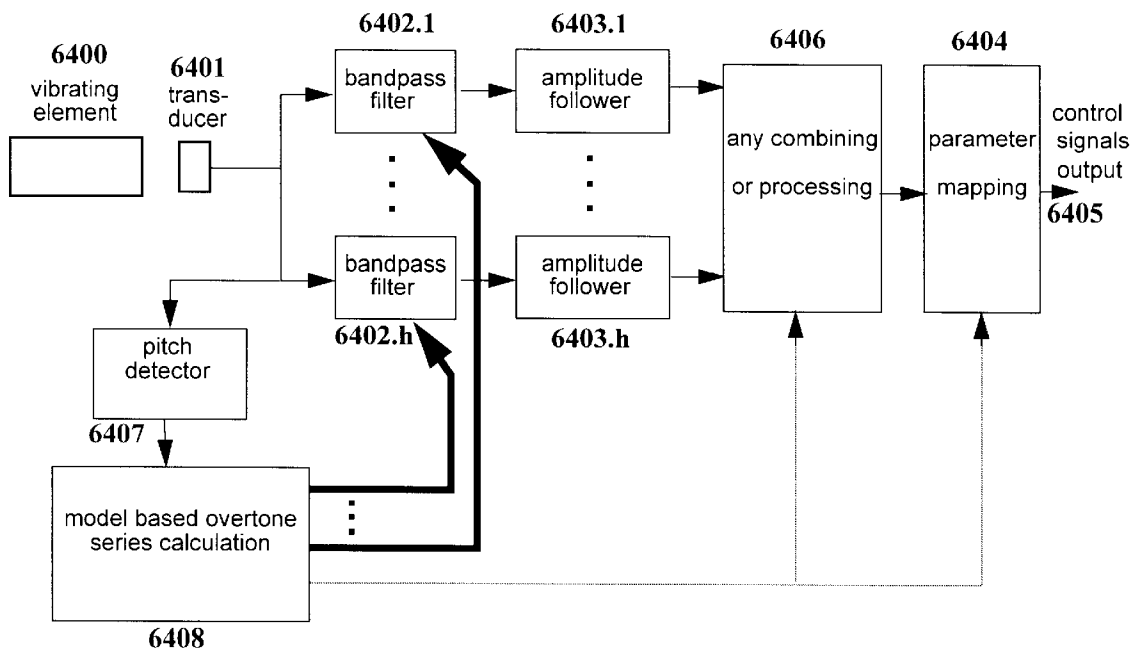 6400
vibrating
element
6401
trans-
ducer
6402.1
bandpass
filter
6403.1
amplitude
follower
6406
any combining
or processing
6404
parameter
mapping
control
signals
output
6405
bandpass
filter
6402.h
amplitude
follower
6403.h
pitch
detector
6407
model based overtone
series calculation
6408